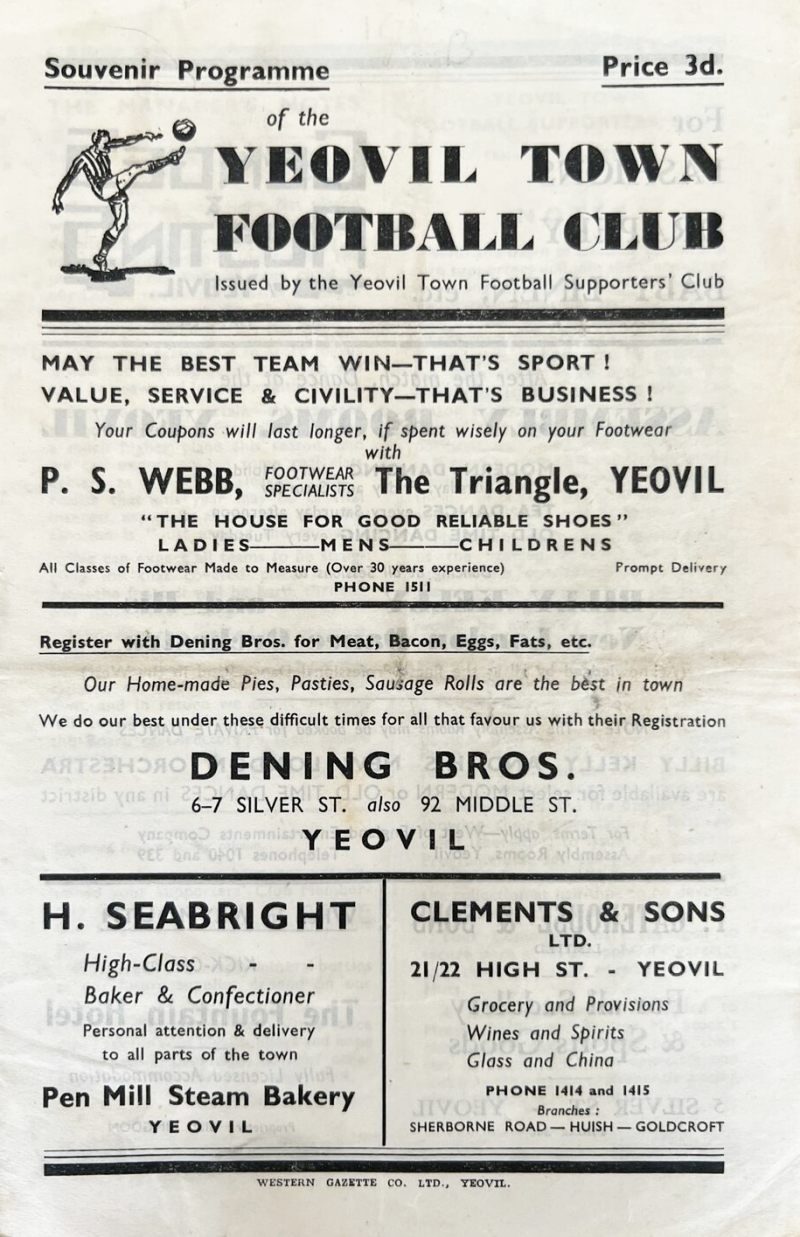 Souvenir Programme
Price 3d.
of the
YEOVIL TOWN
FOOTBALL CLUB
Issued by the Yeovil Town Football Supporters' Club
MAY THE BEST TEAM WIN—THAT'S SPORT !
VALUE, SERVICE & CIVILITY—THAT'S BUSINESS !
Your Coupons will last longer, if spent wisely on your Footwear
with
P. S. WEBB, FOOTWEAR SPECIALISTS The Triangle, YEOVIL
"THE HOUSE FOR GOOD RELIABLE SHOES"
LADIES———MENS———CHILDRENS
All Classes of Footwear Made to Measure (Over 30 years experience) Prompt Delivery
PHONE 1511
Register with Dening Bros. for Meat, Bacon, Eggs, Fats, etc.
Our Home-made Pies, Pasties, Sausage Rolls are the best in town
We do our best under these difficult times for all that favour us with their Registration
DENING BROS.
6-7 SILVER ST. also 92 MIDDLE ST.
YEOVIL
H. SEABRIGHT
High-Class - -
Baker & Confectioner
Personal attention & delivery
to all parts of the town
Pen Mill Steam Bakery
YEOVIL
CLEMENTS & SONS
LTD.
21/22 HIGH ST. - YEOVIL
Grocery and Provisions
Wines and Spirits
Glass and China
PHONE 1414 and 1415
Branches :
SHERBORNE ROAD — HUISH — GOLDCROFT
WESTERN GAZETTE CO. LTD., YEOVIL.